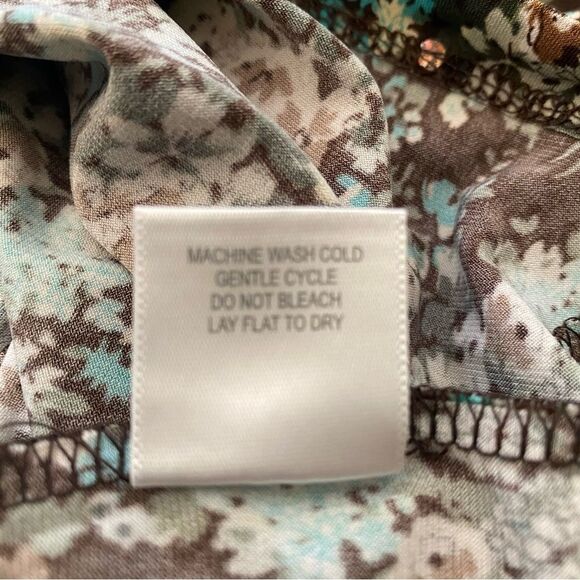 MACHINE WASH COLD
GENTLE CYCLE
DO NOT BLEACH
LAY FLAT TO DRY